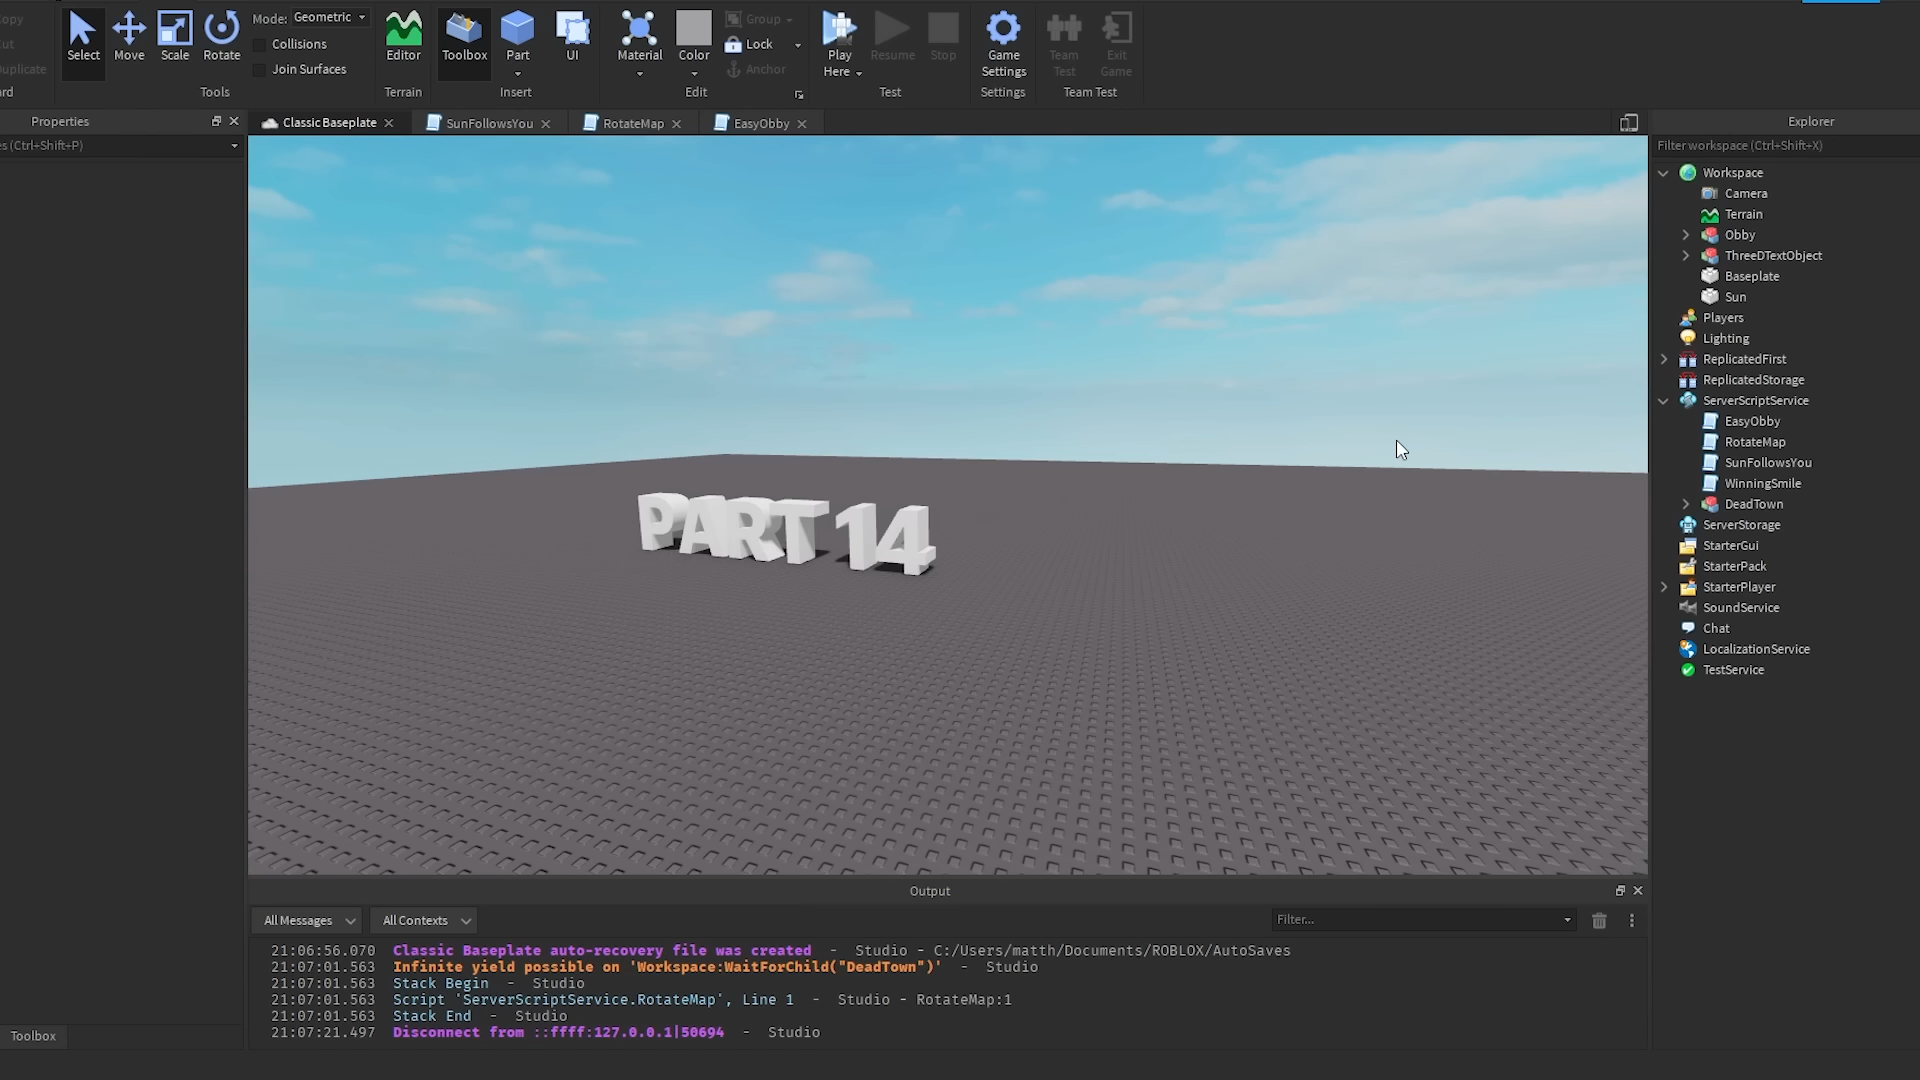 opy
ut
uplicate
rd
Select
Move
Scale
Rotate
Mode: Geometric
Collisions
Join Surfaces
Tools
Editor
Terrain
Toolbox
Part
UI
Insert
Material
Color
Group
Lock
Anchor
Edit
Play
Here
Resume
Stop
Test
Game
Settings
Settings
Team
Test
Exit
Game
Team Test
Properties
es (Ctrl+Shift+P)
Classic Baseplate
SunFollowsYou
RotateMap
EasyObby
PART 14
Explorer
Filter workspace (Ctrl+Shift+X)
Workspace
Camera
Terrain
Obby
ThreeDTextObject
Baseplate
Sun
Players
Lighting
ReplicatedFirst
ReplicatedStorage
ServerScriptService
EasyObby
RotateMap
SunFollowsYou
WinningSmile
DeadTown
ServerStorage
StarterGui
StarterPack
StarterPlayer
SoundService
Chat
LocalizationService
TestService
Output
All Messages
All Contexts
Filter...
21:06:56.070 Classic Baseplate auto-recovery file was created - Studio - C:/Users/matth/Documents/ROBLOX/AutoSaves
21:07:01.563 Infinite yield possible on 'Workspace:WaitForChild("DeadTown")' - Studio
21:07:01.563 Stack Begin - Studio
21:07:01.563 Script 'ServerScriptService.RotateMap', Line 1 - Studio - RotateMap:1
21:07:01.563 Stack End - Studio
21:07:21.497 Disconnect from ::ffff:127.0.0.1|50694 - Studio
Toolbox